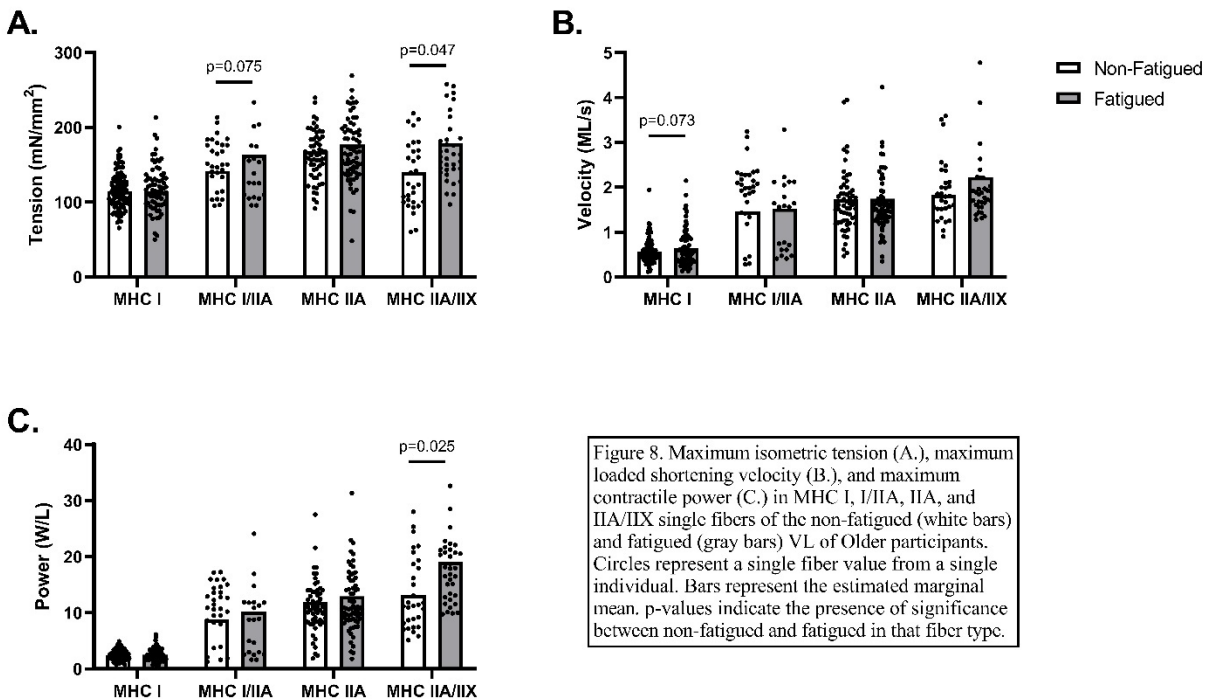 A.
Tension (mN/mm²)
300
200
100
0
p=0.075
p=0.047
MHC I
MHC I/IIA
MHC IIA
MHC IIA/IIX
B.
Velocity (ML/s)
5
4
3
2
1
0
p=0.073
MHC I
MHC I/IIA
MHC IIA
MHC IIA/IIX
Non-Fatigued
Fatigued
C.
Power (W/L)
40
30
20
10
0
p=0.025
MHC I
MHC I/IIA
MHC IIA
MHC IIA/IIX
Figure 8. Maximum isometric tension (A.), maximum
loaded shortening velocity (B.), and maximum
contractile power (C.) in MHC I, I/IIA, IIA, and
IIA/IIX single fibers of the non-fatigued (white bars)
and fatigued (gray bars) VL of Older participants.
Circles represent a single fiber value from a single
individual. Bars represent the estimated marginal
mean. p-values indicate the presence of significance
between non-fatigued and fatigued in that fiber type.